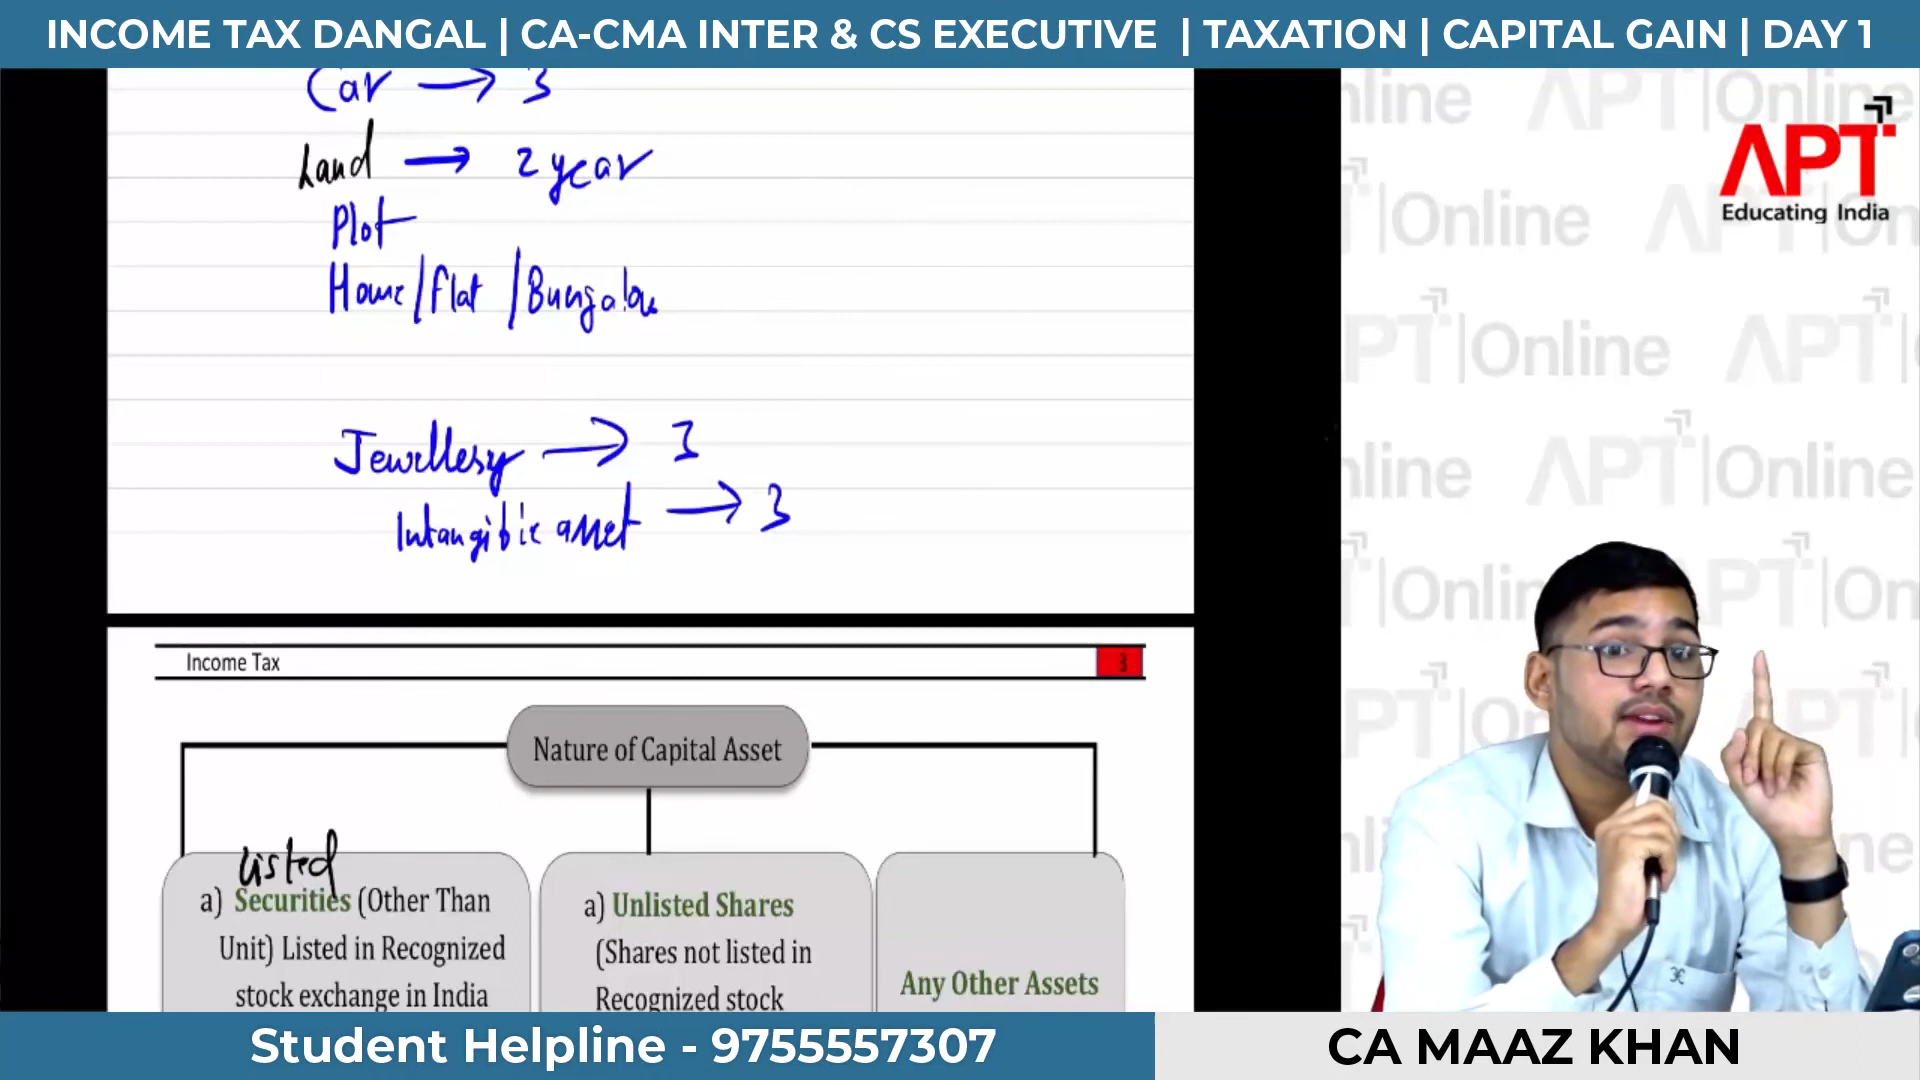 INCOME TAX DANGAL | CA-CMA INTER & CS EXECUTIVE | TAXATION | CAPITAL GAIN | DAY 1
Car → 3
Land → 2 year
Plot
Home/Flat/Bungalow
Jewellery → 3
Intangible asset → 3
Income Tax 3
Nature of Capital Asset
Listed
a) Securities (Other Than
Unit) Listed in Recognized
stock exchange in India
a) Unlisted Shares
(Shares not listed in
Recognized stock
Any Other Assets
APT
Educating India
APT|Online
Student Helpline - 9755557307
CA MAAZ KHAN